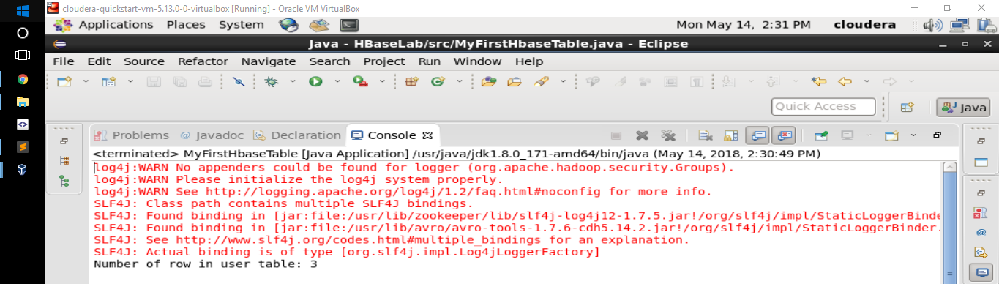 cloudera-quickstart-vm-5.13.0-0-virtualbox [Running] - Oracle VM VirtualBox
Applications Places System Mon May 14, 2:31 PM cloudera
Java - HBaseLab/src/MyFirstHbaseTable.java - Eclipse
File Edit Source Refactor Navigate Search Project Run Window Help
Quick Access Java
Problems @ Javadoc Declaration Console
<terminated> MyFirstHbaseTable [Java Application] /usr/java/jdk1.8.0_171-amd64/bin/java (May 14, 2018, 2:30:49 PM)
log4j:WARN No appenders could be found for logger (org.apache.hadoop.security.Groups).
log4j:WARN Please initialize the log4j system properly.
log4j:WARN See http://logging.apache.org/log4j/1.2/faq.html#noconfig for more info.
SLF4J: Class path contains multiple SLF4J bindings.
SLF4J: Found binding in [jar:file:/usr/lib/zookeeper/lib/slf4j-log4j12-1.7.5.jar!/org/slf4j/impl/StaticLoggerBinde
SLF4J: Found binding in [jar:file:/usr/lib/avro/avro-tools-1.7.6-cdh5.14.2.jar!/org/slf4j/impl/StaticLoggerBinder.
SLF4J: See http://www.slf4j.org/codes.html#multiple_bindings for an explanation.
SLF4J: Actual binding is of type [org.slf4j.impl.Log4jLoggerFactory]
Number of row in user table: 3